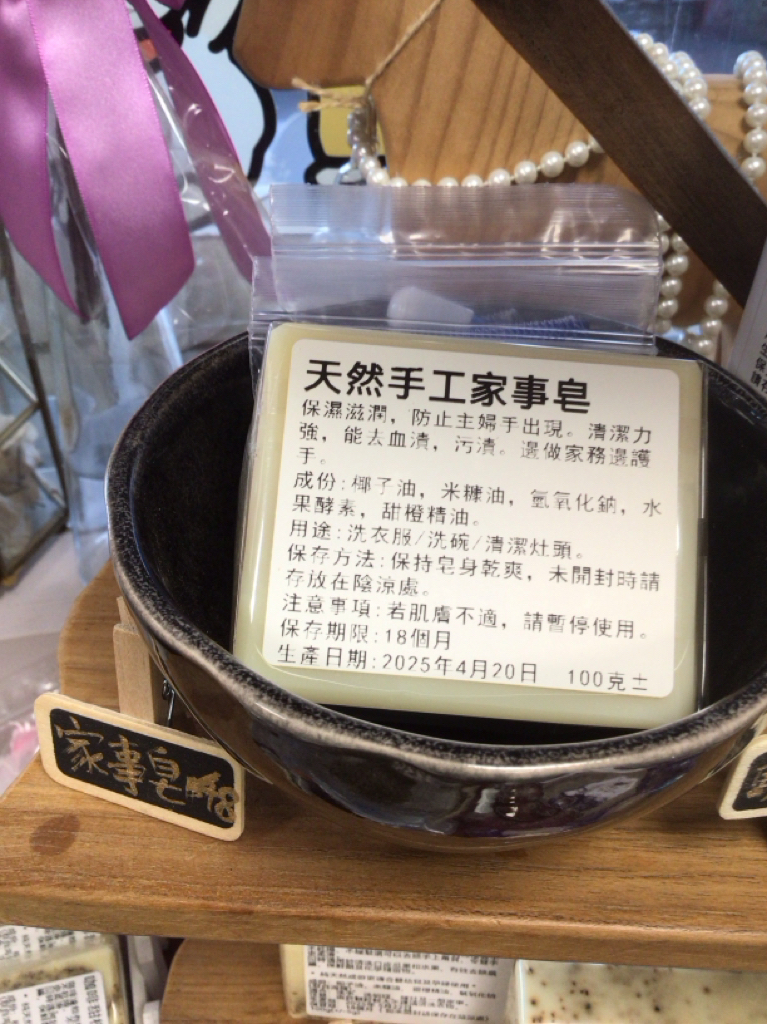 天然手工家事皂
保濕滋潤，防止主婦手出現。清潔力
強，能去血漬，污漬。邊做家務邊護
手。
成份:椰子油，米糠油，氫氧化鈉，水
果酵素，甜橙精油。
用途:洗衣服/洗碗/清潔灶頭。
保存方法:保持皂身乾爽，未開封時請
存放在陰涼處。
注意事項:若肌膚不適，請暫停使用。
保存期限:18個月
生產日期:2025年4月20日 100克±
家事皂